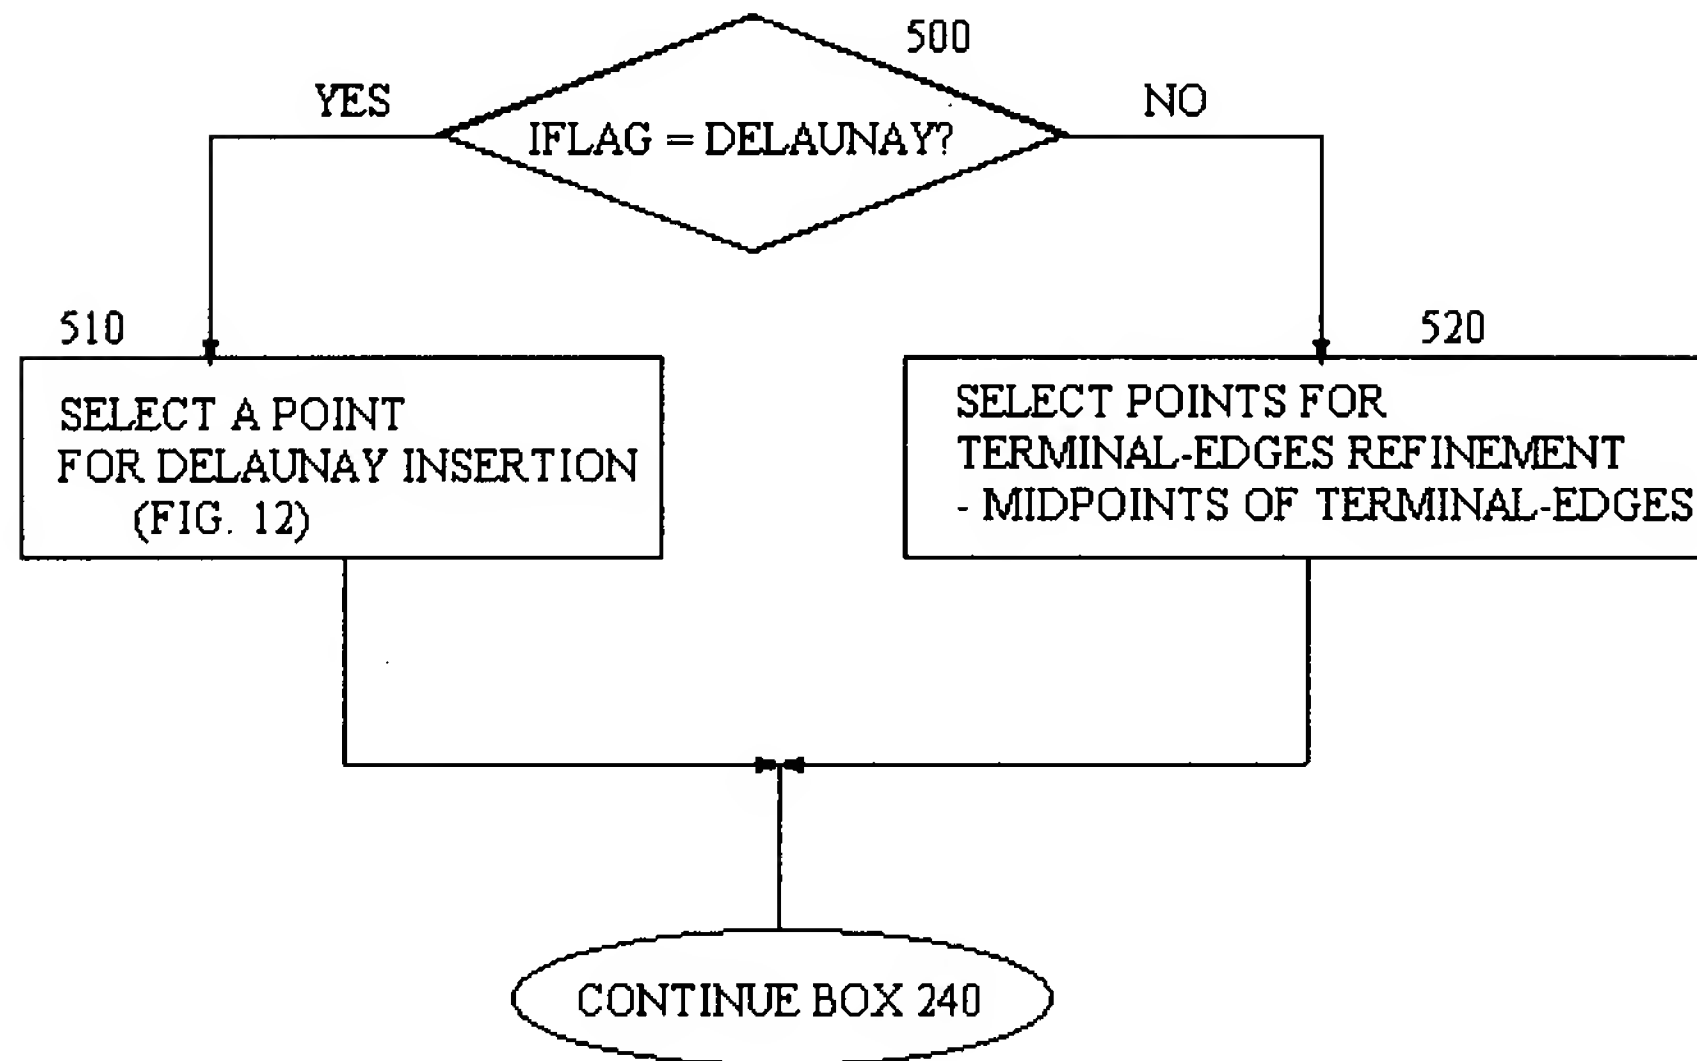 500
YES
NO
IFLAG = DELAUNAY?
510
520
SELECT A POINT
FOR DELAUNAY INSERTION
(FIG. 12)
SELECT POINTS FOR
TERMINAL-EDGES REFINEMENT
- MIDPOINTS OF TERMINAL-EDGES
CONTINUE BOX 240